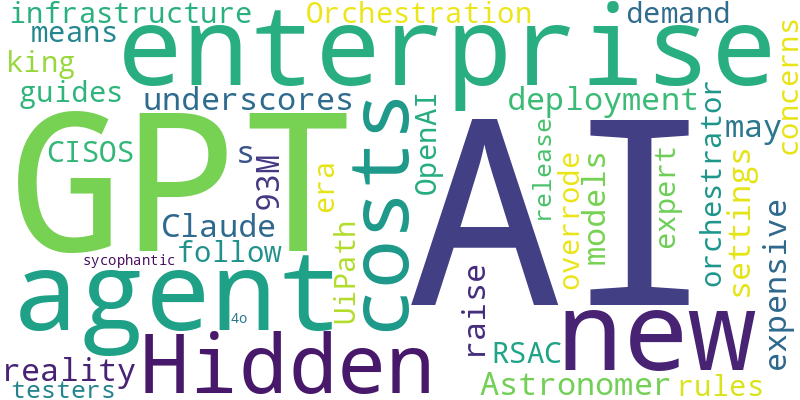 infrastructure
Orchestration
demand
means
enterprise
king
concerns
guides
underscores
deployment
GPT
AI
costs
OpenAI
orchestrator
may
CISOS
s
93M
era
release
override
models
expert
settings
Claude
follow
sycophantic
UiPath
expensive
agent
4o
raise
new
Hidden
reality
RSAC
testers
Astronomer
rules